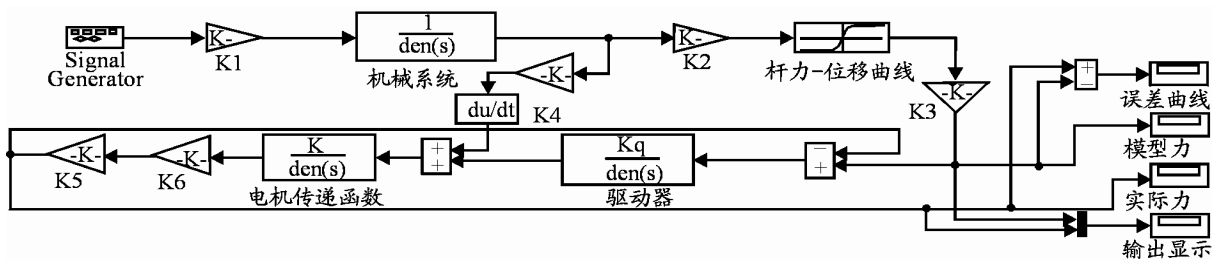 Signal
Generator
K-
K1
1
den(s)
机械系统
-K-
K4
du/dt
K-
K2
杆力-位移曲线
-K-
K3
+
−
误差曲线
模型力
实际力
输出显示
-K-
K5
-K-
K6
K
den(s)
电机传递函数
+
+
Kq
den(s)
驱动器
−
+